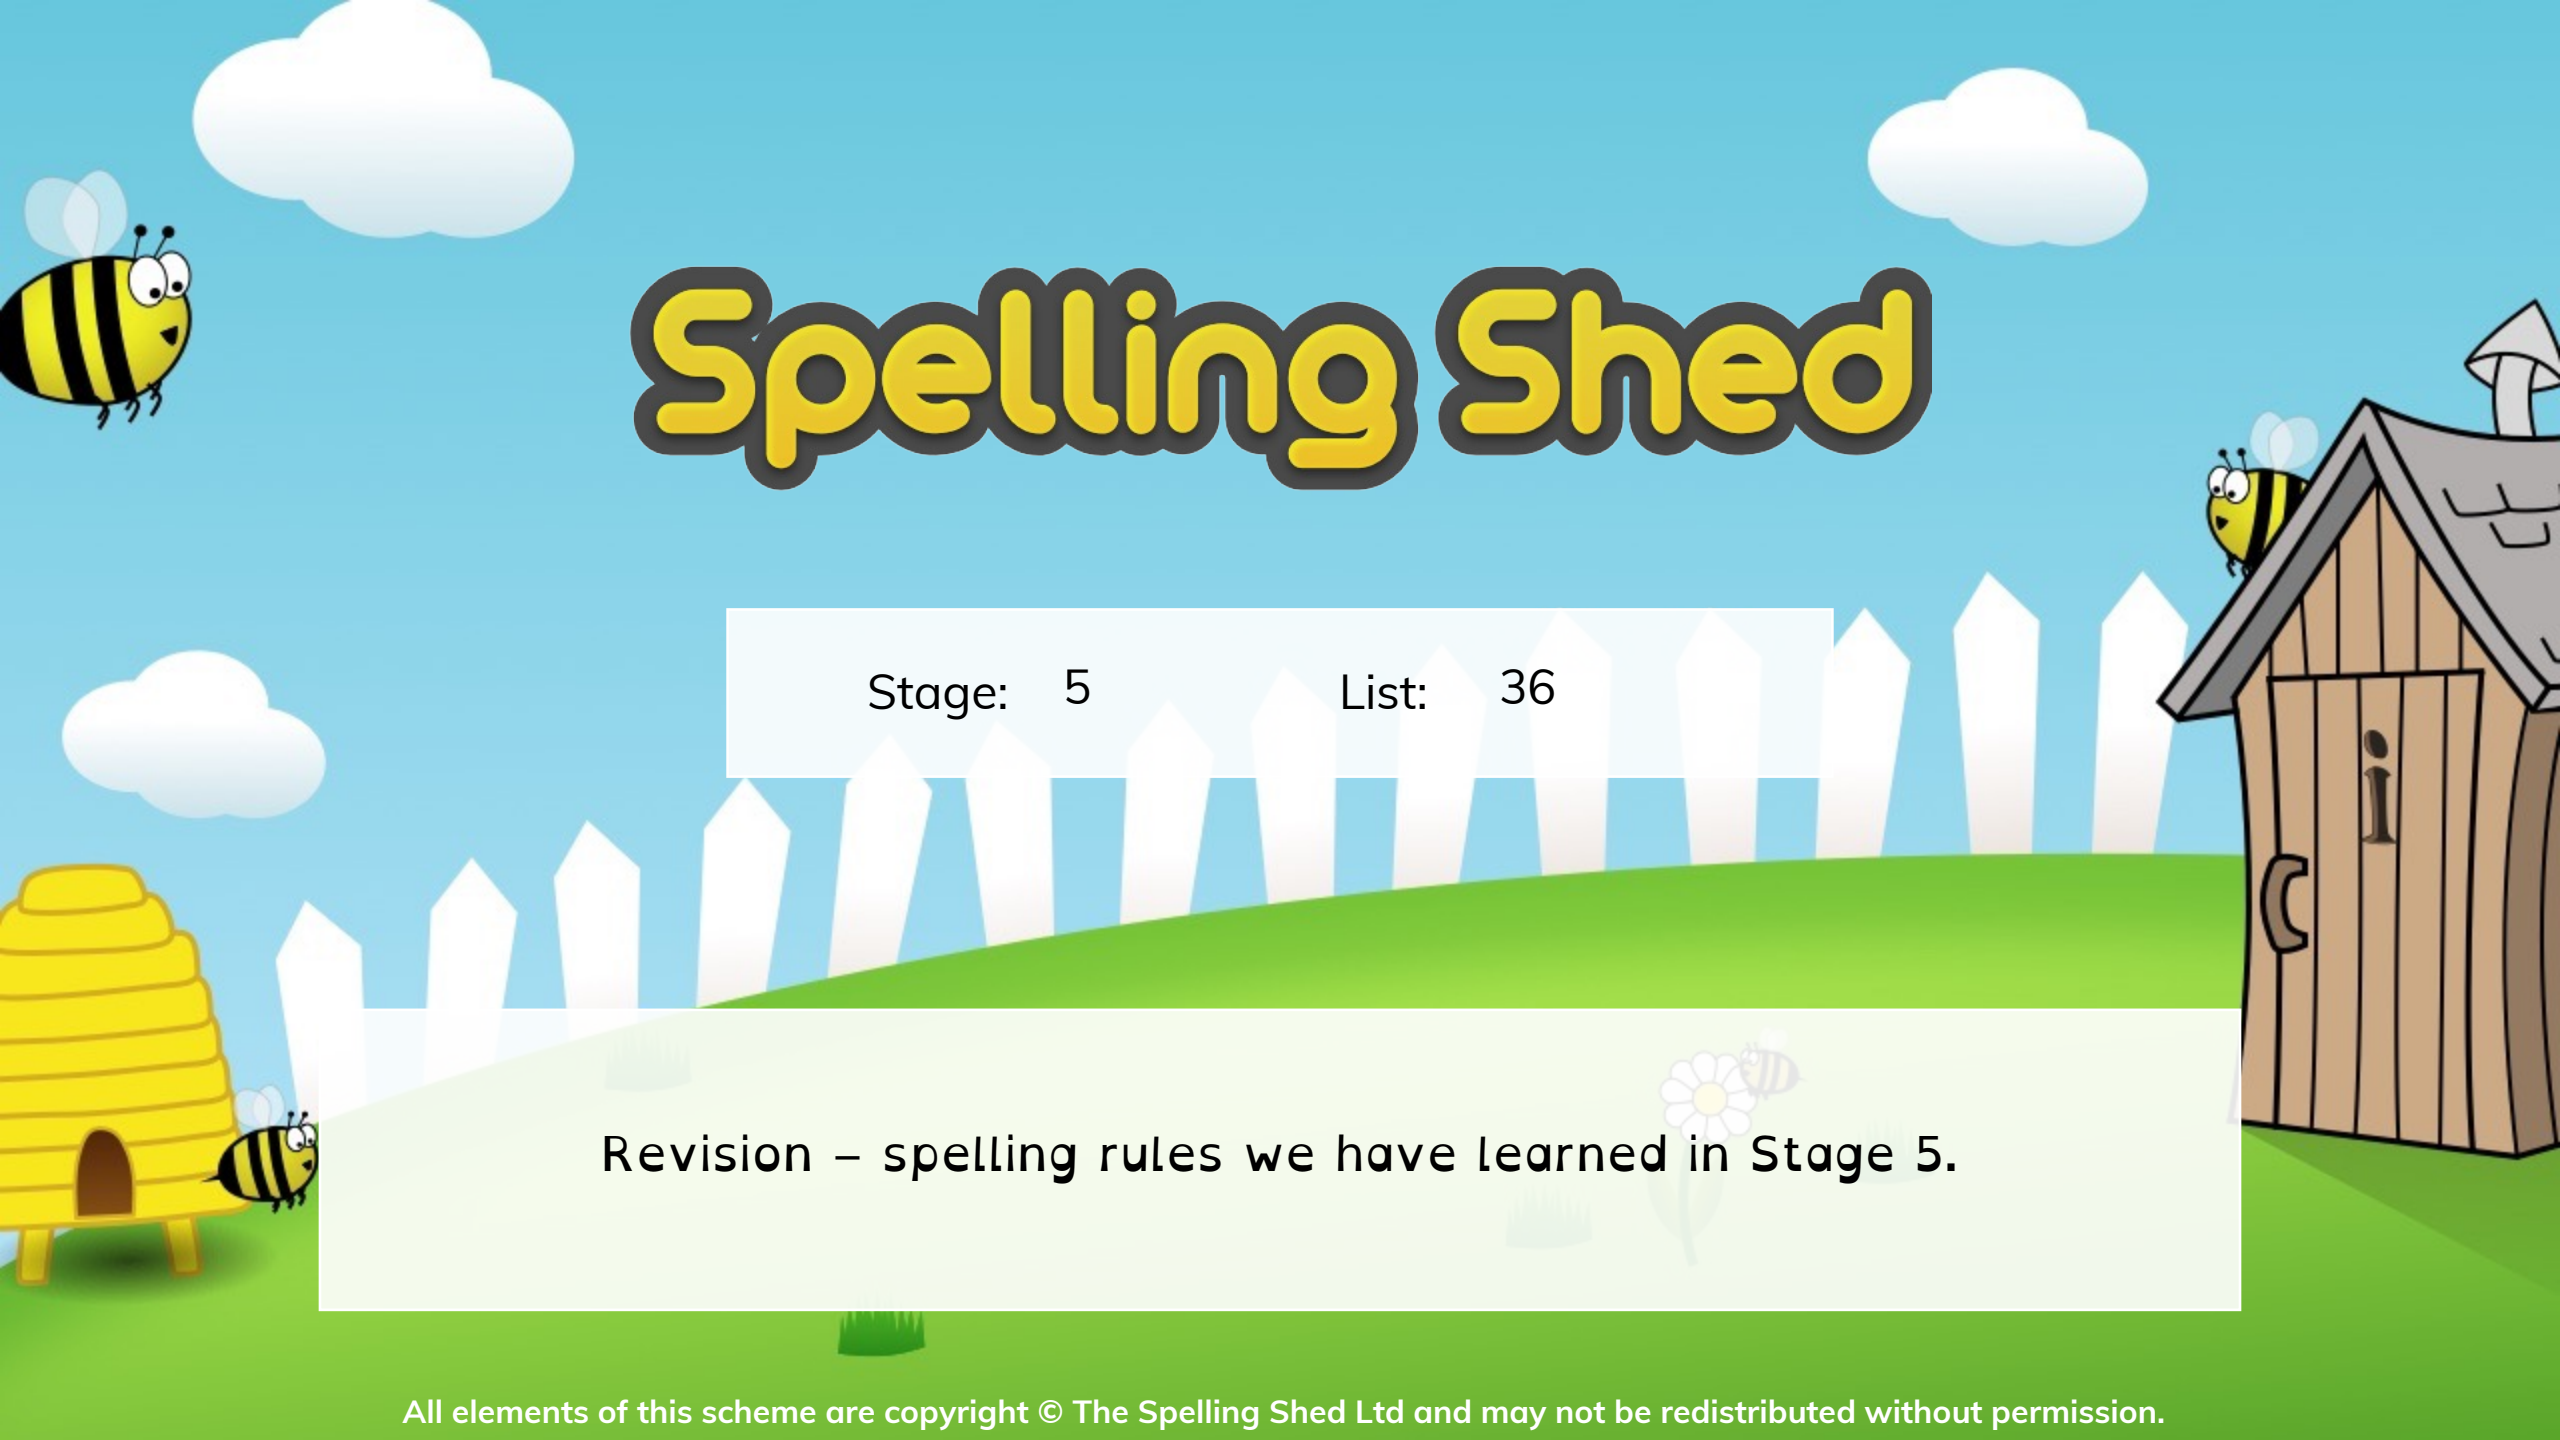 Spelling Shed
Stage: 5 List: 36
i
Revision – spelling rules we have learned in Stage 5.
All elements of this scheme are copyright © The Spelling Shed Ltd and may not be redistributed without permission.